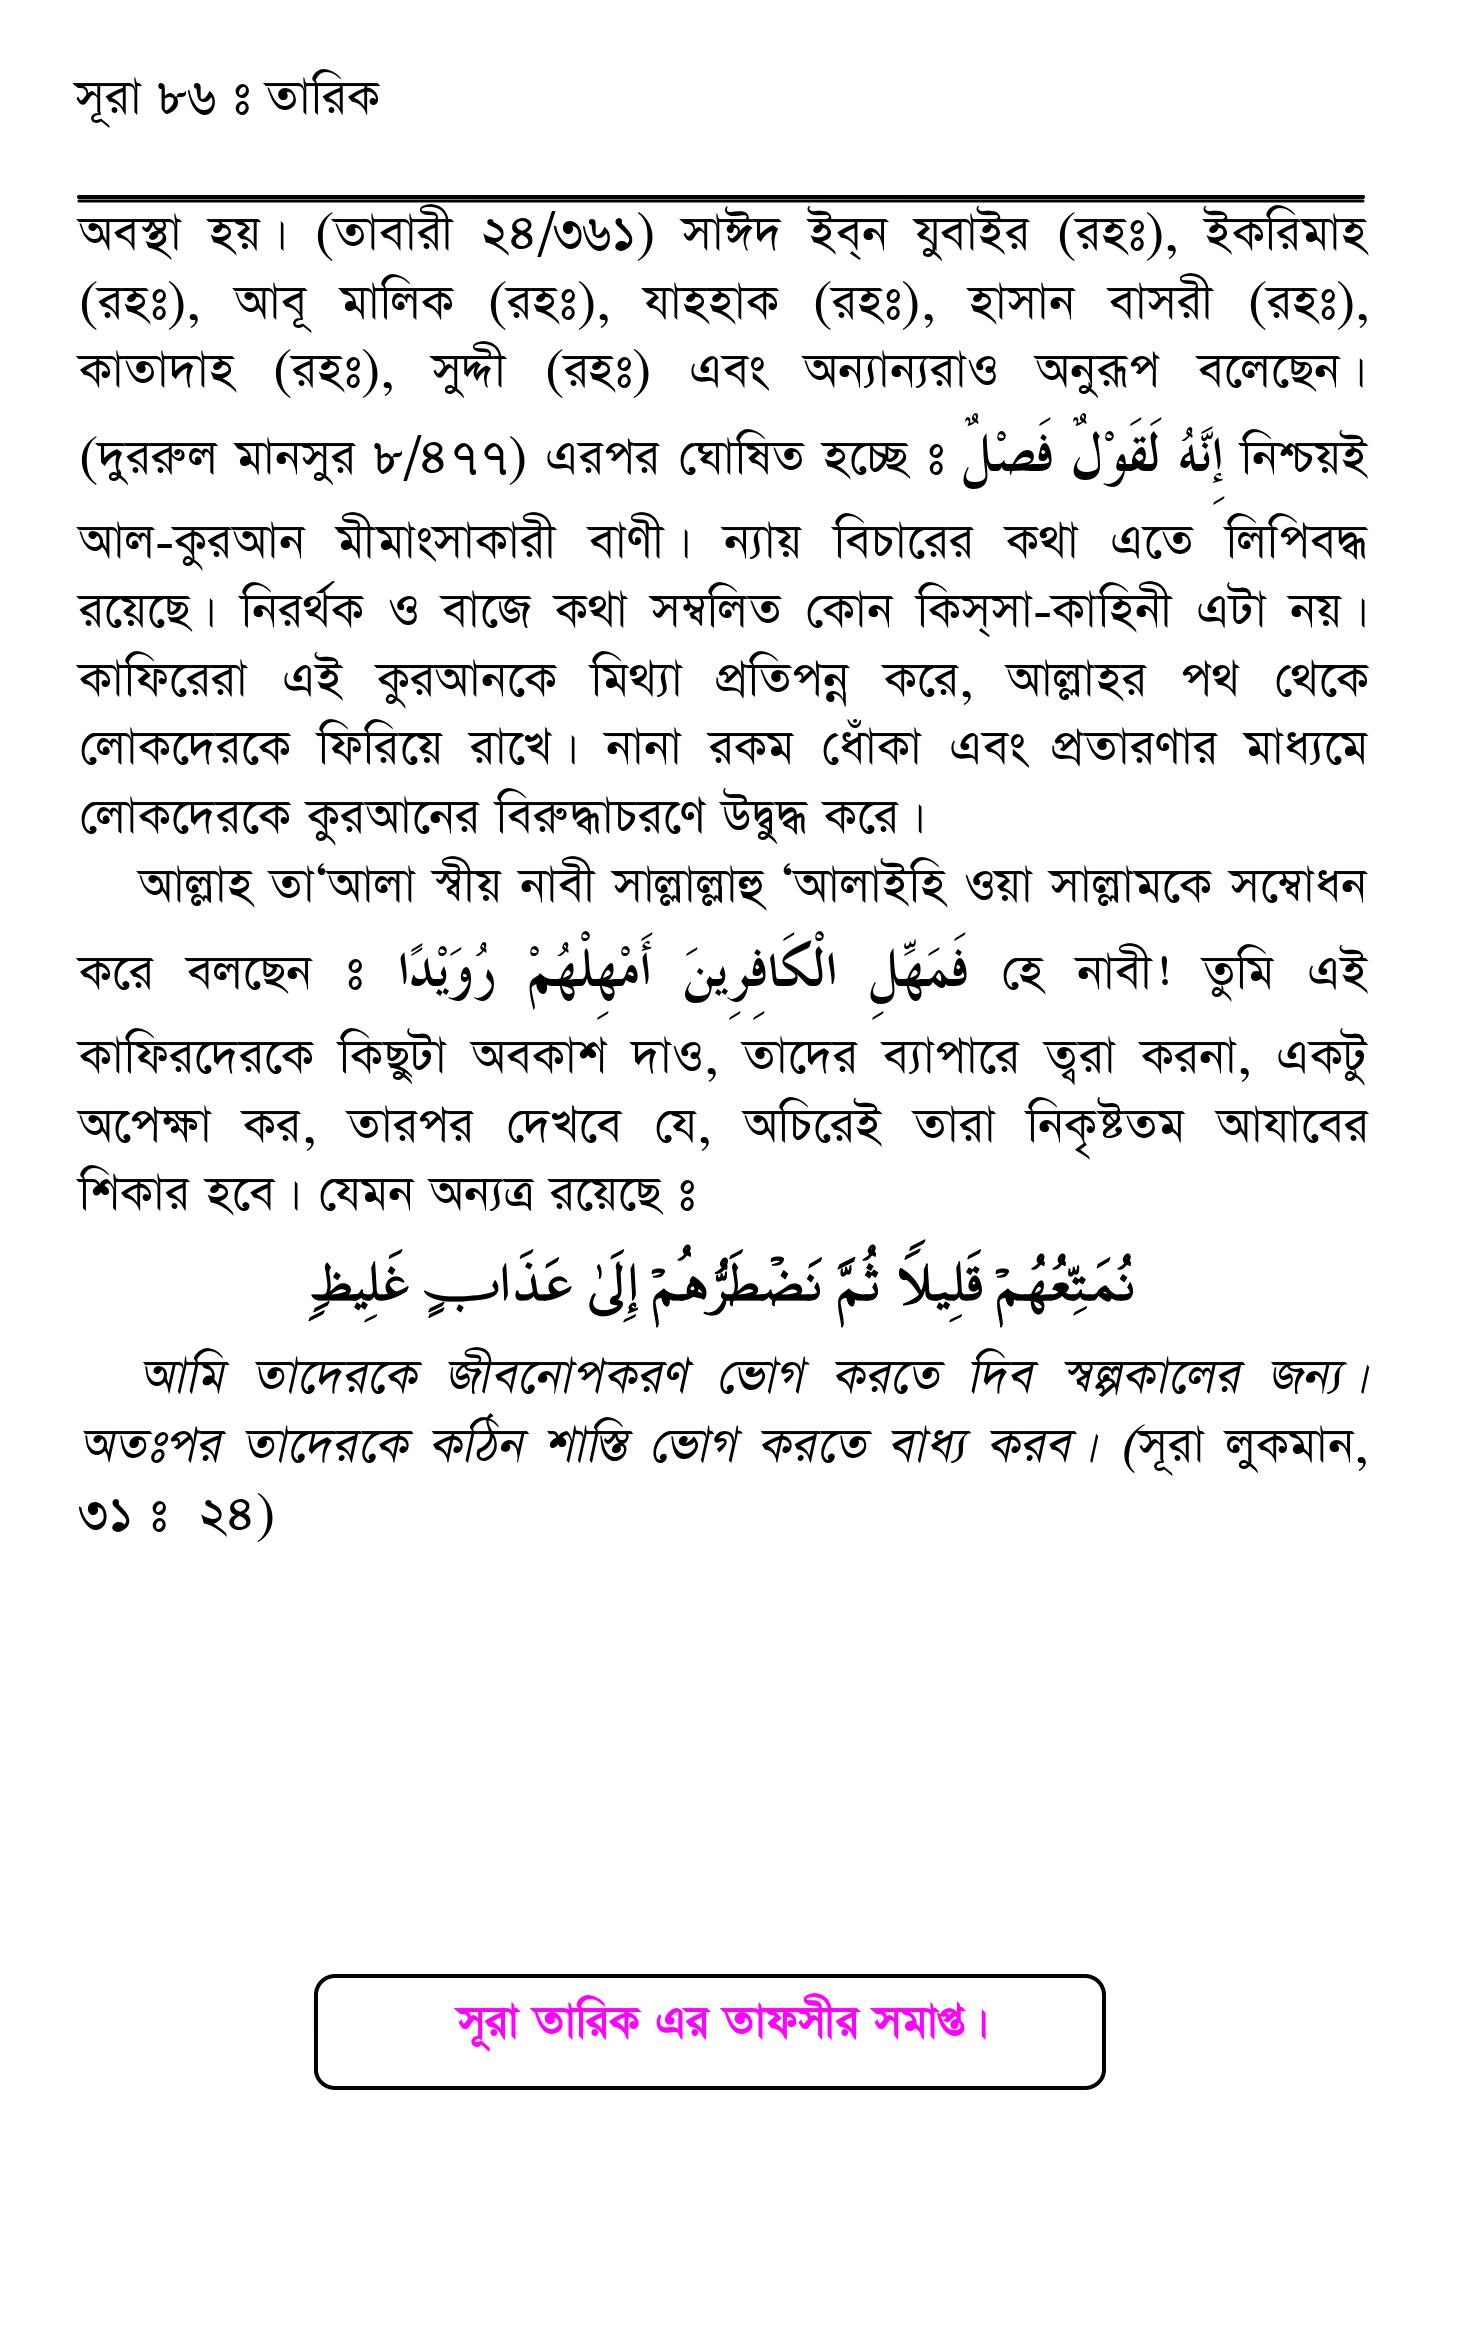 সূরা ৮৬ ঃ তারিক
অবস্থা হয়। (তাবারী ২৪/৩৬১) সাঈদ ইব্‌ন যুবাইর (রহঃ), ইকরিমাহ
(রহঃ), আবূ মালিক (রহঃ), যাহহাক (রহঃ), হাসান বাসরী (রহঃ),
কাতাদাহ (রহঃ), সুদ্দী (রহঃ) এবং অন্যান্যরাও অনুরূপ বলেছেন।
(দুররুল মানসুর ৮/৪৭৭) এরপর ঘোষিত হচ্ছে ঃ إِنَّهُ لَقَوْلٌ فَصْلٌ নিশ্চয়ই
আল-কুরআন মীমাংসাকারী বাণী। ন্যায় বিচারের কথা এতে লিপিবদ্ধ
রয়েছে। নিরর্থক ও বাজে কথা সম্বলিত কোন কিস্‌সা-কাহিনী এটা নয়।
কাফিরেরা এই কুরআনকে মিথ্যা প্রতিপন্ন করে, আল্লাহর পথ থেকে
লোকদেরকে ফিরিয়ে রাখে। নানা রকম ধোঁকা এবং প্রতারণার মাধ্যমে
লোকদেরকে কুরআনের বিরুদ্ধাচরণে উদ্বুদ্ধ করে।
আল্লাহ তা‘আলা স্বীয় নাবী সাল্লাল্লাহু ‘আলাইহি ওয়া সাল্লামকে সম্বোধন
করে বলছেন ঃ فَمَهِّلِ الْكَافِرِينَ أَمْهِلْهُمْ رُوَيْدًا হে নাবী! তুমি এই
কাফিরদেরকে কিছুটা অবকাশ দাও, তাদের ব্যাপারে ত্বরা করনা, একটু
অপেক্ষা কর, তারপর দেখবে যে, অচিরেই তারা নিকৃষ্টতম আযাবের
শিকার হবে। যেমন অন্যত্র রয়েছে ঃ
نُمَتِّعُهُمْ قَلِيلاً ثُمَّ نَضْطَرُّهُمْ إِلَىٰ عَذَابٍ غَلِيظٍ
আমি তাদেরকে জীবনোপকরণ ভোগ করতে দিব স্বল্পকালের জন্য।
অতঃপর তাদেরকে কঠিন শাস্তি ভোগ করতে বাধ্য করব। (সূরা লুকমান,
৩১ ঃ ২৪)
সূরা তারিক এর তাফসীর সমাপ্ত।